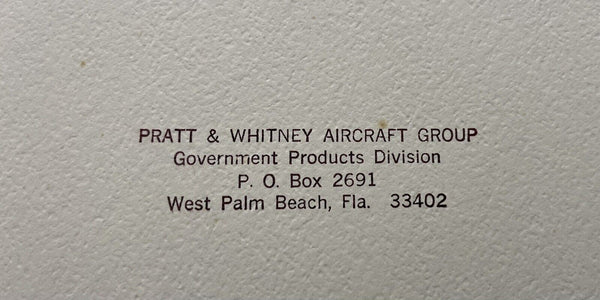 PRATT & WHITNEY AIRCRAFT GROUP
Government Products Division
P. O. Box 2691
West Palm Beach, Fla. 33402